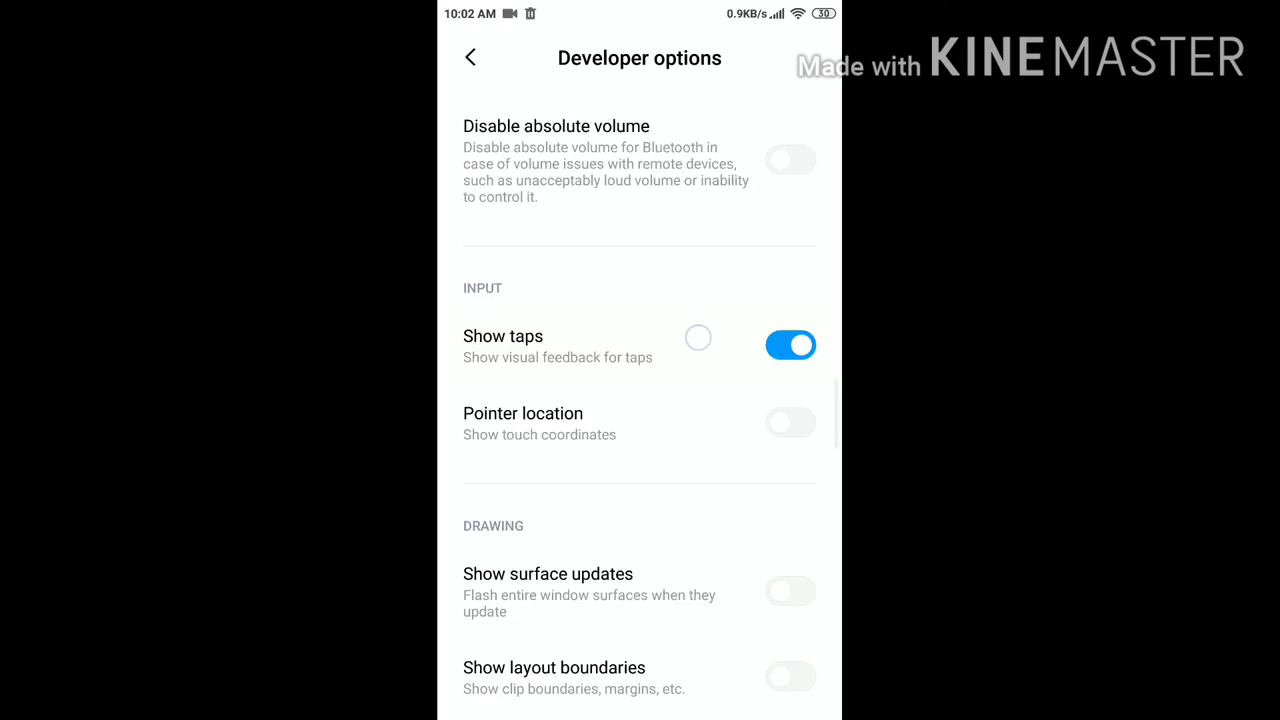 10:02 AM
0.9KB/s
30
Developer options
Made with KINEMASTER
Disable absolute volume
Disable absolute volume for Bluetooth in
case of volume issues with remote devices,
such as unacceptably loud volume or inability
to control it.
INPUT
Show taps
Show visual feedback for taps
Pointer location
Show touch coordinates
DRAWING
Show surface updates
Flash entire window surfaces when they
update
Show layout boundaries
Show clip boundaries, margins, etc.